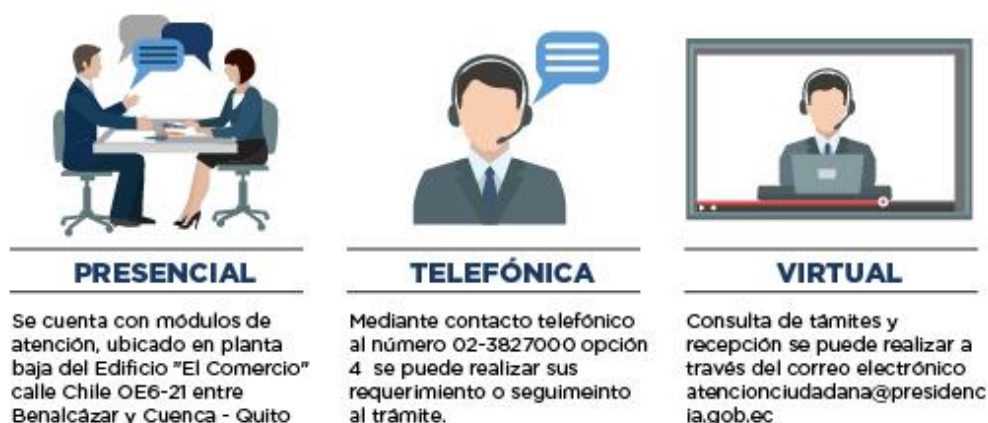 PRESENCIAL
Se cuenta con módulos de
atención, ubicado en planta
baja del Edificio "El Comercio"
calle Chile OE6-21 entre
Benalcázar y Cuenca - Quito
TELEFÓNICA
Mediante contacto telefónico
al número 02-3827000 opción
4 se puede realizar sus
requerimiento o seguimeinto
al trámite.
VIRTUAL
Consulta de támites y
recepción se puede realizar a
través del correo electrónico
atencionciudadana@presidenc
ia.gob.ec